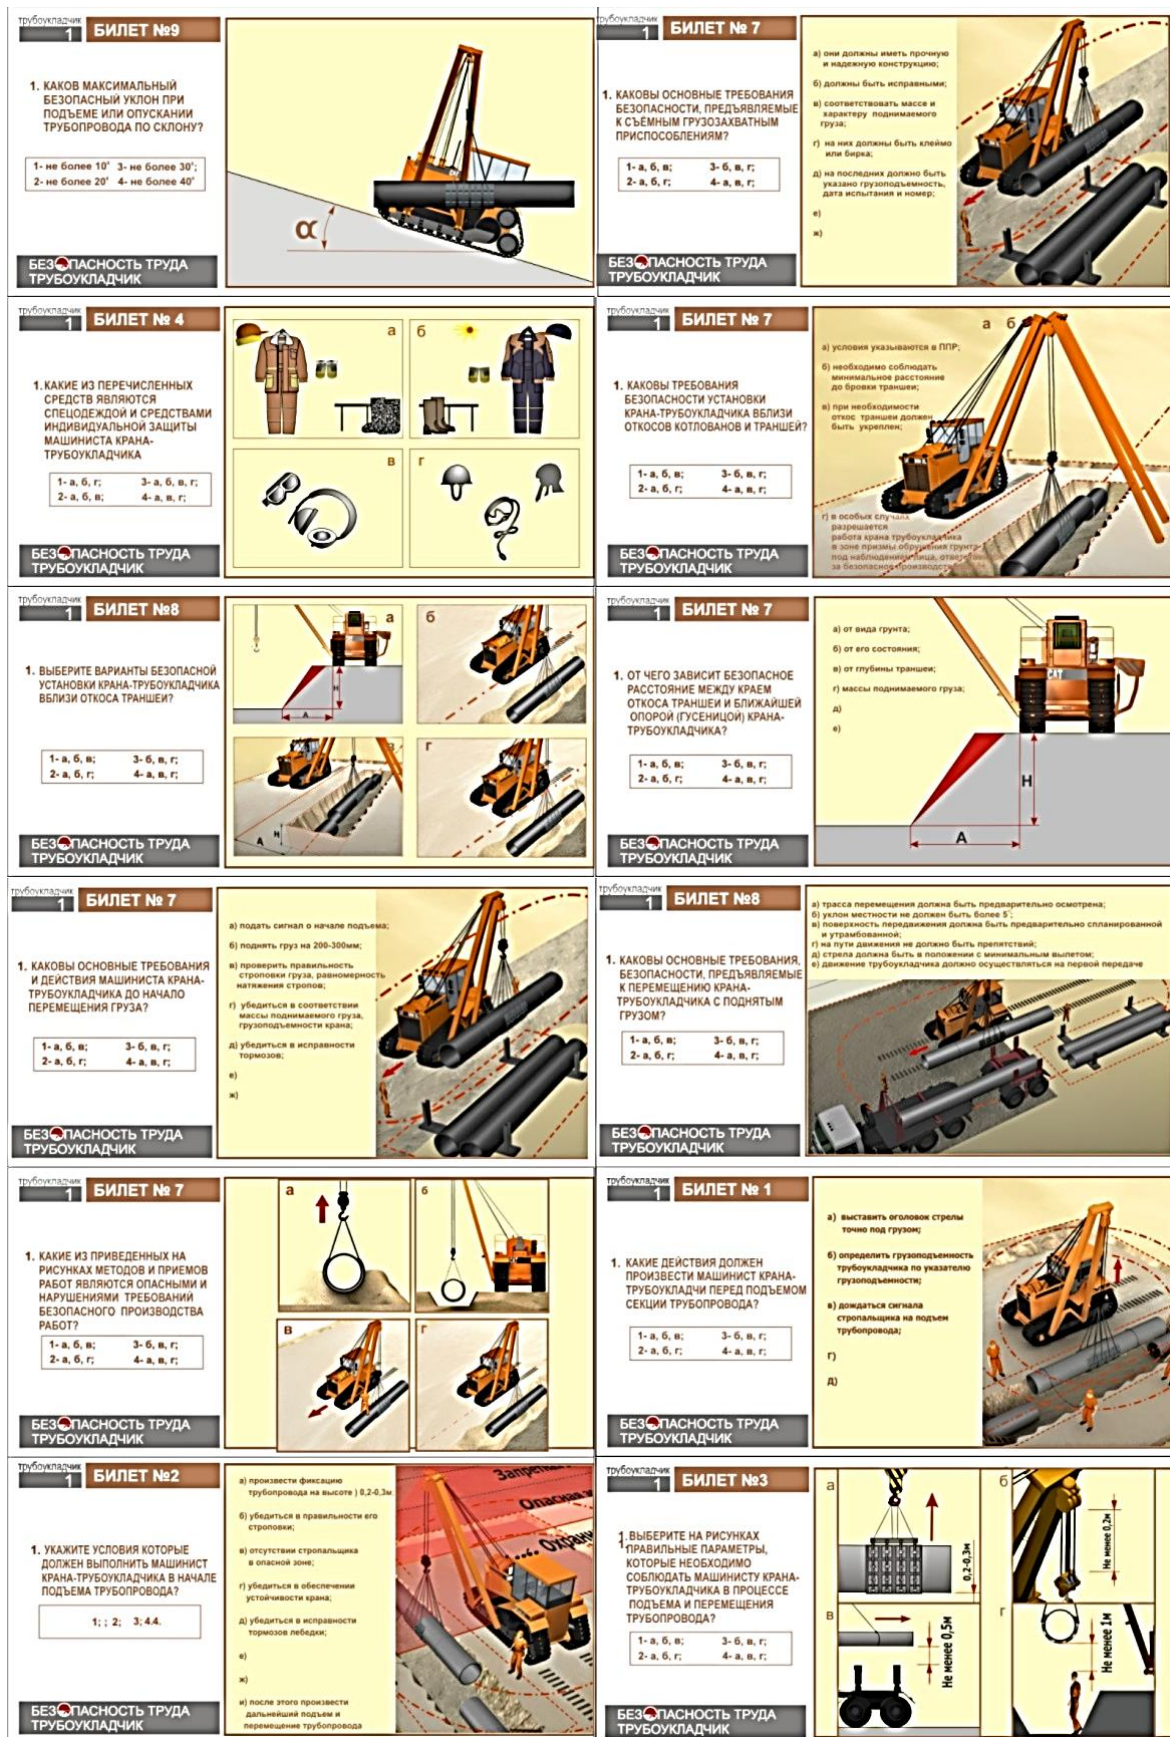 трубоукладчик
1
БИЛЕТ №9
1. КАКОВ МАКСИМАЛЬНЫЙ
БЕЗОПАСНЫЙ УКЛОН ПРИ
ПОДЪЕМЕ ИЛИ ОПУСКАНИИ
ТРУБОПРОВОДА ПО СКЛОНУ?
1- не более 10° 3- не более 30°;
2- не более 20° 4- не более 40°
α
БЕЗОПАСНОСТЬ ТРУДА
ТРУБОУКЛАДЧИК
трубоукладчик
1
БИЛЕТ № 7
1. КАКОВЫ ОСНОВНЫЕ ТРЕБОВАНИЯ
БЕЗОПАСНОСТИ, ПРЕДЪЯВЛЯЕМЫЕ
К СЪЁМНЫМ ГРУЗОЗАХВАТНЫМ
ПРИСПОСОБЛЕНИЯМ?
1- а, б, в; 3- б, в, г;
2- а, б, г; 4- а, в, г;
а) они должны иметь прочную
и надежную конструкцию;
б) должны быть исправными;
в) соответствовать массе и
характеру поднимаемого
груза;
г) на них должны быть клеймо
или бирка;
д) на последних должно быть
указано грузоподъемность,
дата испытания и номер;
е)
ж)
БЕЗОПАСНОСТЬ ТРУДА
ТРУБОУКЛАДЧИК
трубоукладчик
1
БИЛЕТ № 4
1. КАКИЕ ИЗ ПЕРЕЧИСЛЕННЫХ
СРЕДСТВ ЯВЛЯЮТСЯ
СПЕЦОДЕЖДОЙ И СРЕДСТВАМИ
ИНДИВИДУАЛЬНОЙ ЗАЩИТЫ
МАШИНИСТА КРАНА-
ТРУБОУКЛАДЧИКА
1- а, б, г; 3- а, б, в, г;
2- а, б, в; 4- а, в, г;
а
б
в
г
БЕЗОПАСНОСТЬ ТРУДА
ТРУБОУКЛАДЧИК
трубоукладчик
1
БИЛЕТ № 7
1. КАКОВЫ ТРЕБОВАНИЯ
БЕЗОПАСНОСТИ УСТАНОВКИ
КРАНА-ТРУБОУКЛАДЧИКА ВБЛИЗИ
ОТКОСОВ КОТЛОВАНОВ И ТРАНШЕЙ?
1- а, б, в; 3- б, в, г;
2- а, б, г; 4- а, в, г;
а б
а) условия указываются в ППР;
б) необходимо соблюдать
минимальное расстояние
до бровки траншеи;
в) при необходимости
откос траншеи должен
быть укреплен;
г) в особых случаях
разрешается
работа крана трубоукладчика
в зоне призмы обрушения грунта
под наблюдением лица,
за безопасное
БЕЗОПАСНОСТЬ ТРУДА
ТРУБОУКЛАДЧИК
трубоукладчик
1
БИЛЕТ №8
1. ВЫБЕРИТЕ ВАРИАНТЫ БЕЗОПАСНОЙ
УСТАНОВКИ КРАНА-ТРУБОУКЛАДЧИКА
ВБЛИЗИ ОТКОСА ТРАНШЕИ?
1- а, б, в; 3- б, в, г;
2- а, б, г; 4- а, в, г;
а
б
H
A
в
г
H
A
БЕЗОПАСНОСТЬ ТРУДА
ТРУБОУКЛАДЧИК
трубоукладчик
1
БИЛЕТ № 7
1. ОТ ЧЕГО ЗАВИСИТ БЕЗОПАСНОЕ
РАССТОЯНИЕ МЕЖДУ КРАЕМ
ОТКОСА ТРАНШЕИ И БЛИЖАЙШЕЙ
ОПОРОЙ (ГУСЕНИЦОЙ) КРАНА-
ТРУБОУКЛАДЧИКА?
1- а, б, в; 3- б, в, г;
2- а, б, г; 4- а, в, г;
а) от вида грунта;
б) от его состояния;
в) от глубины траншеи;
г) массы поднимаемого груза;
д)
е)
CAT
H
A
БЕЗОПАСНОСТЬ ТРУДА
ТРУБОУКЛАДЧИК
трубоукладчик
1
БИЛЕТ № 7
1. КАКОВЫ ОСНОВНЫЕ ТРЕБОВАНИЯ
И ДЕЙСТВИЯ МАШИНИСТА КРАНА-
ТРУБОУКЛАДЧИКА ДО НАЧАЛО
ПЕРЕМЕЩЕНИЯ ГРУЗА?
1- а, б, в; 3- б, в, г;
2- а, б, г; 4- а, в, г;
а) подать сигнал о начале подъема;
б) поднять груз на 200-300мм;
в) проверить правильность
строповки груза, равномерность
натяжения стропов;
г) убедиться в соответствии
массы поднимаемого груза,
грузоподъемности крана;
д) убедиться в исправности
тормозов;
е)
ж)
БЕЗОПАСНОСТЬ ТРУДА
ТРУБОУКЛАДЧИК
трубоукладчик
1
БИЛЕТ №8
1. КАКОВЫ ОСНОВНЫЕ ТРЕБОВАНИЯ,
БЕЗОПАСНОСТИ, ПРЕДЪЯВЛЯЕМЫЕ
К ПЕРЕМЕЩЕНИЮ КРАНА-
ТРУБОУКЛАДЧИКА С ПОДНЯТЫМ
ГРУЗОМ?
1- а, б, в; 3- б, в, г;
2- а, б, г; 4- а, в, г;
а) трасса перемещения должна быть предварительно осмотрена;
б) уклон местности не должен быть более 5°;
в) поверхность передвижения должна быть предварительно спланированной
и утрамбованной;
г) на пути движения не должно быть препятствий;
д) стрела должна быть в положении с минимальным вылетом;
е) движение трубоукладчика должно осуществляться на первой передаче
БЕЗОПАСНОСТЬ ТРУДА
ТРУБОУКЛАДЧИК
трубоукладчик
1
БИЛЕТ № 7
1. КАКИЕ ИЗ ПРИВЕДЕННЫХ НА
РИСУНКАХ МЕТОДОВ И ПРИЕМОВ
РАБОТ ЯВЛЯЮТСЯ ОПАСНЫМИ И
НАРУШЕНИЯМИ ТРЕБОВАНИЙ
БЕЗОПАСНОГО ПРОИЗВОДСТВА
РАБОТ?
1- а, б, в; 3- б, в, г;
2- а, б, г; 4- а, в, г;
а
б
в
г
БЕЗОПАСНОСТЬ ТРУДА
ТРУБОУКЛАДЧИК
трубоукладчик
1
БИЛЕТ № 1
1. КАКИЕ ДЕЙСТВИЯ ДОЛЖЕН
ПРОИЗВЕСТИ МАШИНИСТ КРАНА-
ТРУБОУКЛАДЧИ ПЕРЕД ПОДЪЕМОМ
СЕКЦИИ ТРУБОПРОВОДА?
1- а, б, в; 3- б, в, г;
2- а, б, г; 4- а, в, г;
а) выставить оголовок стрелы
точно под грузом;
б) определить грузоподъемность
трубоукладчика по указателю
грузоподъемности;
в) дождаться сигнала
стропальщика на подъем
трубопровода;
г)
д)
БЕЗОПАСНОСТЬ ТРУДА
ТРУБОУКЛАДЧИК
трубоукладчик
1
БИЛЕТ №2
1. УКАЖИТЕ УСЛОВИЯ КОТОРЫЕ
ДОЛЖЕН ВЫПОЛНИТЬ МАШИНИСТ
КРАНА-ТРУБОУКЛАДЧИКА В НАЧАЛЕ
ПОДЪЕМА ТРУБОПРОВОДА?
1; ; 2; 3; 4.4.
а) произвести фиксацию
трубопровода на высоте ) 0,2-0,3м
б) убедиться в правильности его
строповки;
в) отсутствии стропальщика
в опасной зоне;
г) убедиться в обеспечении
устойчивости крана;
д) убедиться в исправности
тормозов лебедки;
е)
ж)
и) после этого произвести
дальнейший подъем и
перемещение трубопровода
БЕЗОПАСНОСТЬ ТРУДА
ТРУБОУКЛАДЧИК
трубоукладчик
1
БИЛЕТ №3
1. ВЫБЕРИТЕ НА РИСУНКАХ
ПРАВИЛЬНЫЕ ПАРАМЕТРЫ,
КОТОРЫЕ НЕОБХОДИМО
СОБЛЮДАТЬ МАШИНИСТУ КРАНА-
ТРУБОУКЛАДЧИКА В ПРОЦЕССЕ
ПОДЪЕМА И ПЕРЕМЕЩЕНИЯ
ТРУБОПРОВОДА?
1- а, б, в; 3- б, в, г;
2- а, б, г; 4- а, в, г;
а
0,2-0,3м
б
Не менее 0,2м
в
Не менее 0,5м
г
Не менее 1м
БЕЗОПАСНОСТЬ ТРУДА
ТРУБОУКЛАДЧИК